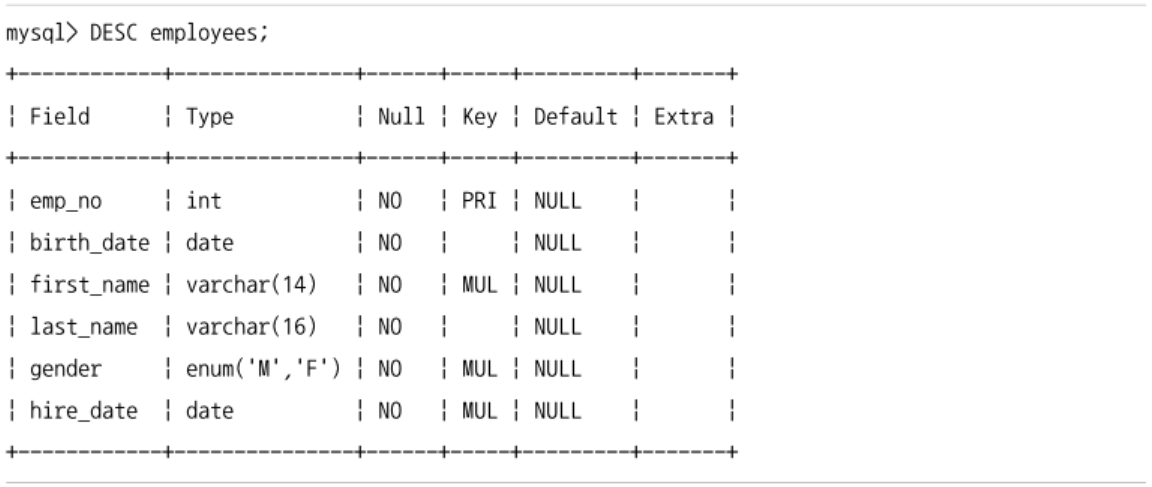 mysql> DESC employees;
+------------+---------------+------+-----+---------+-------+
¦ Field      ¦ Type          ¦ Null ¦ Key ¦ Default ¦ Extra ¦
+------------+---------------+------+-----+---------+-------+
¦ emp_no     ¦ int           ¦ NO   ¦ PRI ¦ NULL    ¦       ¦
¦ birth_date ¦ date          ¦ NO   ¦     ¦ NULL    ¦       ¦
¦ first_name ¦ varchar(14)   ¦ NO   ¦ MUL ¦ NULL    ¦       ¦
¦ last_name  ¦ varchar(16)   ¦ NO   ¦     ¦ NULL    ¦       ¦
¦ gender     ¦ enum('M','F') ¦ NO   ¦ MUL ¦ NULL    ¦       ¦
¦ hire_date  ¦ date          ¦ NO   ¦ MUL ¦ NULL    ¦       ¦
+------------+---------------+------+-----+---------+-------+